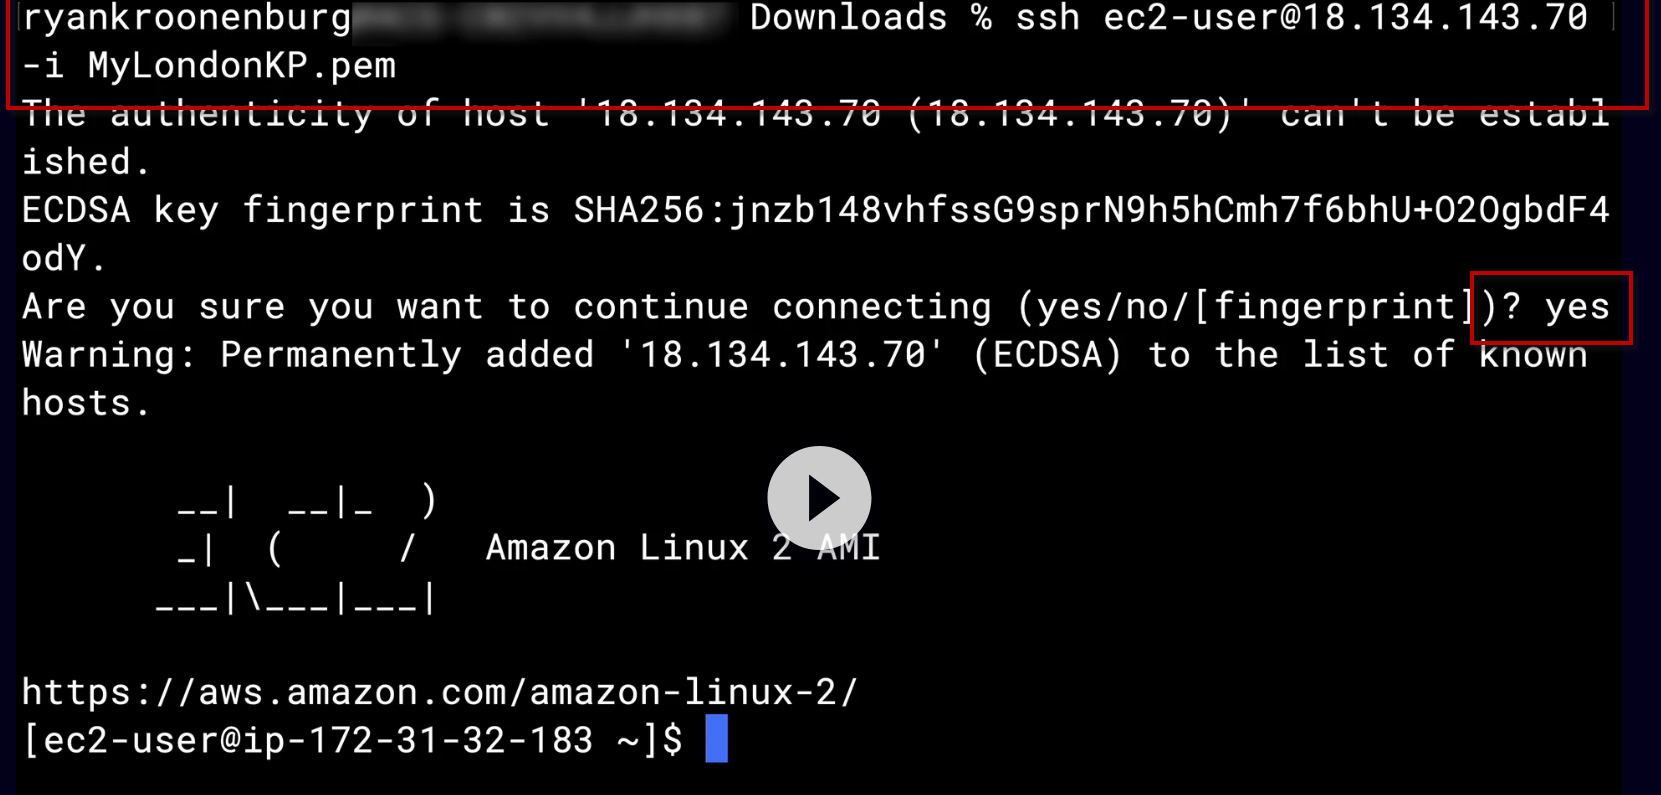 ryankroonenburg Downloads % ssh ec2-user@18.134.143.70
-i MyLondonKP.pem
The authenticity of host '18.134.143.70 (18.134.143.70)' can't be establ
ished.
ECDSA key fingerprint is SHA256:jnzb148vhfssG9sprN9h5hCmh7f6bhU+O2OgbdF4
odY.
Are you sure you want to continue connecting (yes/no/[fingerprint])? yes
Warning: Permanently added '18.134.143.70' (ECDSA) to the list of known
hosts.
       __|  __|_  )
       _|  (     /   Amazon Linux 2 AMI
      ___|\___|___|
https://aws.amazon.com/amazon-linux-2/
[ec2-user@ip-172-31-32-183 ~]$